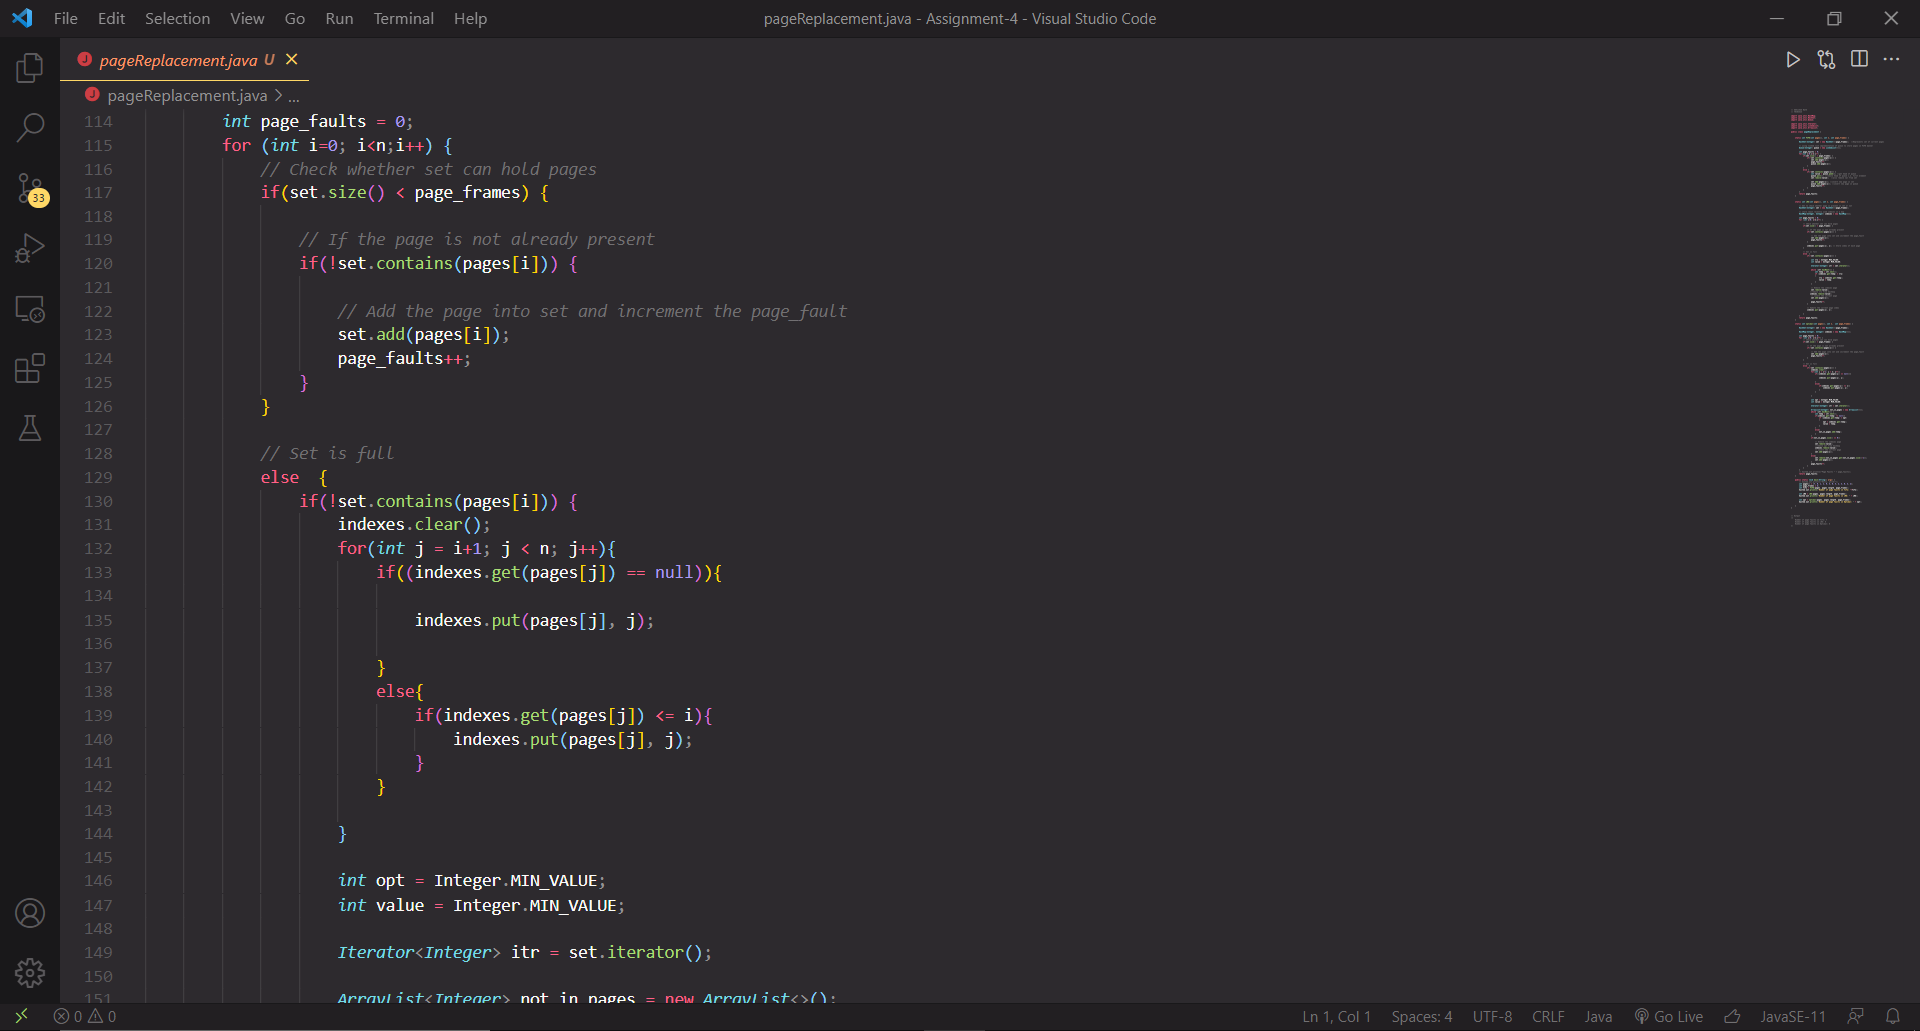 File Edit Selection View Go Run Terminal Help
pageReplacement.java - Assignment-4 - Visual Studio Code
pageReplacement.java U
pageReplacement.java > ...
33
114 int page_faults = 0;
115 for (int i=0; i<n;i++) {
116 // Check whether set can hold pages
117 if(set.size() < page_frames) {
118
119 // If the page is not already present
120 if(!set.contains(pages[i])) {
121
122 // Add the page into set and increment the page_fault
123 set.add(pages[i]);
124 page_faults++;
125 }
126 }
127
128 // Set is full
129 else  {
130 if(!set.contains(pages[i])) {
131 indexes.clear();
132 for(int j = i+1; j < n; j++){
133 if((indexes.get(pages[j]) == null)){
134
135 indexes.put(pages[j], j);
136
137 }
138 else{
139 if(indexes.get(pages[j]) <= i){
140 indexes.put(pages[j], j);
141 }
142 }
143
144 }
145
146 int opt = Integer.MIN_VALUE;
147 int value = Integer.MIN_VALUE;
148
149 Iterator<Integer> itr = set.iterator();
150
151 ArrayList<Integer> not_in_pages = new ArrayList<>();
0 0
Ln 1, Col 1 Spaces: 4 UTF-8 CRLF Java Go Live JavaSE-11